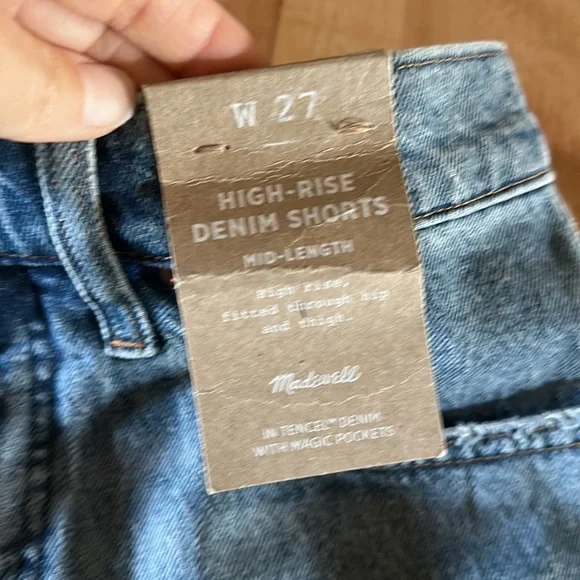 W 27
HIGH-RISE
DENIM SHORTS
MID-LENGTH
High rise,
fitted through hip
and thigh.
Madewell
IN TENCEL™ DENIM
WITH MAGIC POCKETS